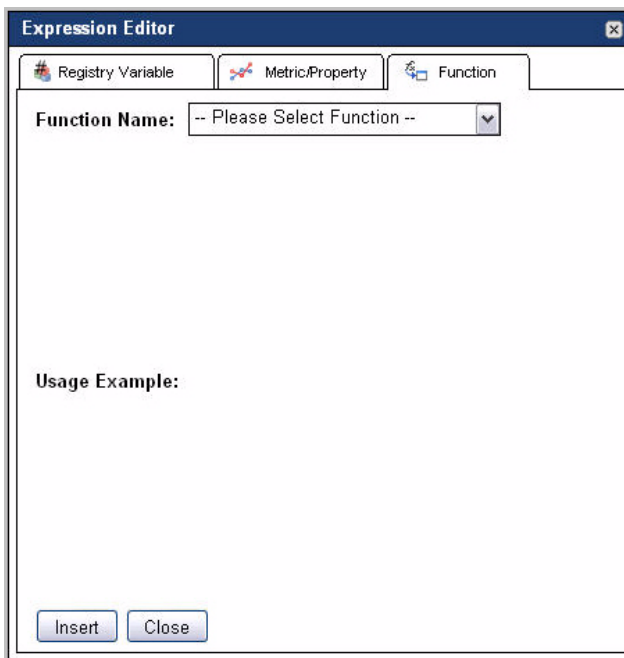 Expression Editor
Registry Variable
Metric/Property
Function
Function Name: -- Please Select Function --
Usage Example:
Insert
Close